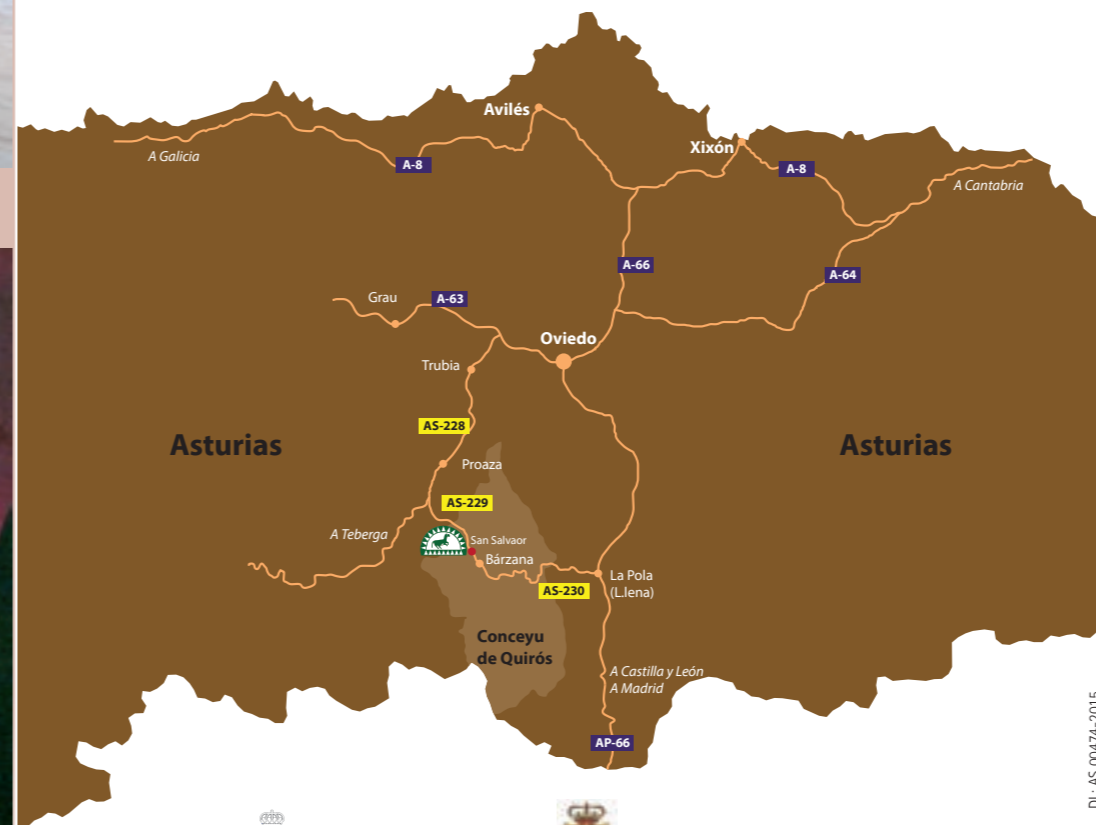 Avilés
Xixón
A Galicia
A-8
A-8
A Cantabria
A-66
A-64
Grau
A-63
Oviedo
Trubia
AS-228
Asturias
Asturias
Proaza
AS-229
A Teberga
San Salvaor
Bárzana
La Pola
(L.lena)
AS-230
Conceyu
de Quirós
A Castilla y León
A Madrid
AP-66
DL: AS 00474-2015